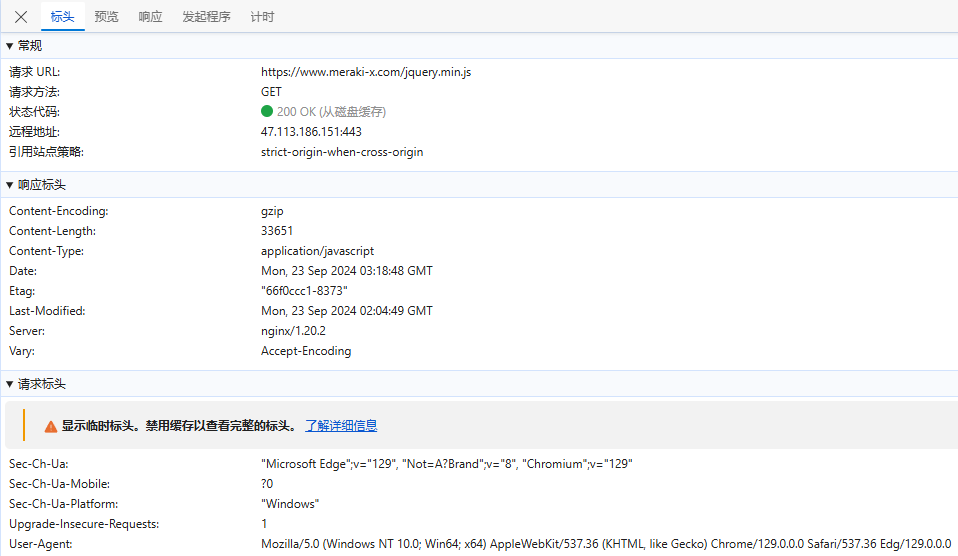 标头 预览 响应 发起程序 计时
常规
请求 URL: https://www.meraki-x.com/jquery.min.js
请求方法: GET
状态代码: 200 OK (从磁盘缓存)
远程地址: 47.113.186.151:443
引用站点策略: strict-origin-when-cross-origin
响应标头
Content-Encoding: gzip
Content-Length: 33651
Content-Type: application/javascript
Date: Mon, 23 Sep 2024 03:18:48 GMT
Etag: "66f0ccc1-8373"
Last-Modified: Mon, 23 Sep 2024 02:04:49 GMT
Server: nginx/1.20.2
Vary: Accept-Encoding
请求标头
显示临时标头。禁用缓存以查看完整的标头。 了解详细信息
Sec-Ch-Ua: "Microsoft Edge";v="129", "Not=A?Brand";v="8", "Chromium";v="129"
Sec-Ch-Ua-Mobile: ?0
Sec-Ch-Ua-Platform: "Windows"
Upgrade-Insecure-Requests: 1
User-Agent: Mozilla/5.0 (Windows NT 10.0; Win64; x64) AppleWebKit/537.36 (KHTML, like Gecko) Chrome/129.0.0.0 Safari/537.36 Edg/129.0.0.0